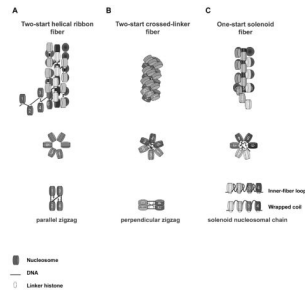 A
B
C
Two-start helical ribbon
fiber
Two-start crossed-linker
fiber
One-start solenoid
fiber
Inner-fiber loop
Wrapped coil
parallel zigzag
perpendicular zigzag
solenoid nucleosomal chain
Nucleosome
DNA
Linker histone